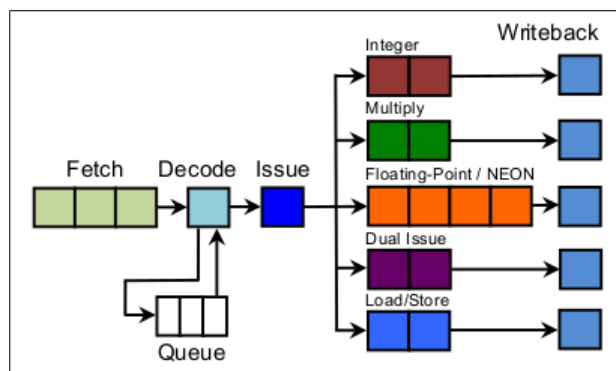 Integer
Writeback
Multiply
Fetch
Decode
Issue
Floating-Point / NEON
Dual Issue
Load/Store
Queue